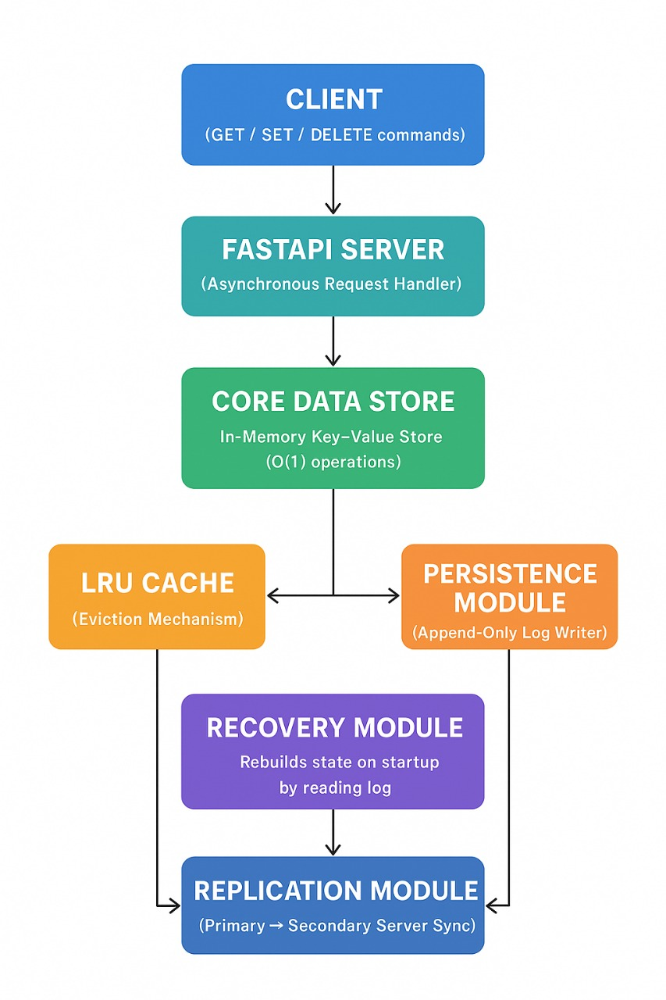 CLIENT
(GET / SET / DELETE commands)
FASTAPI SERVER
(Asynchronous Request Handler)
CORE DATA STORE
In-Memory Key–Value Store
(O(1) operations)
LRU CACHE
(Eviction Mechanism)
PERSISTENCE
MODULE
(Append-Only Log Writer)
RECOVERY MODULE
Rebuilds state on startup
by reading log
REPLICATION MODULE
(Primary → Secondary Server Sync)